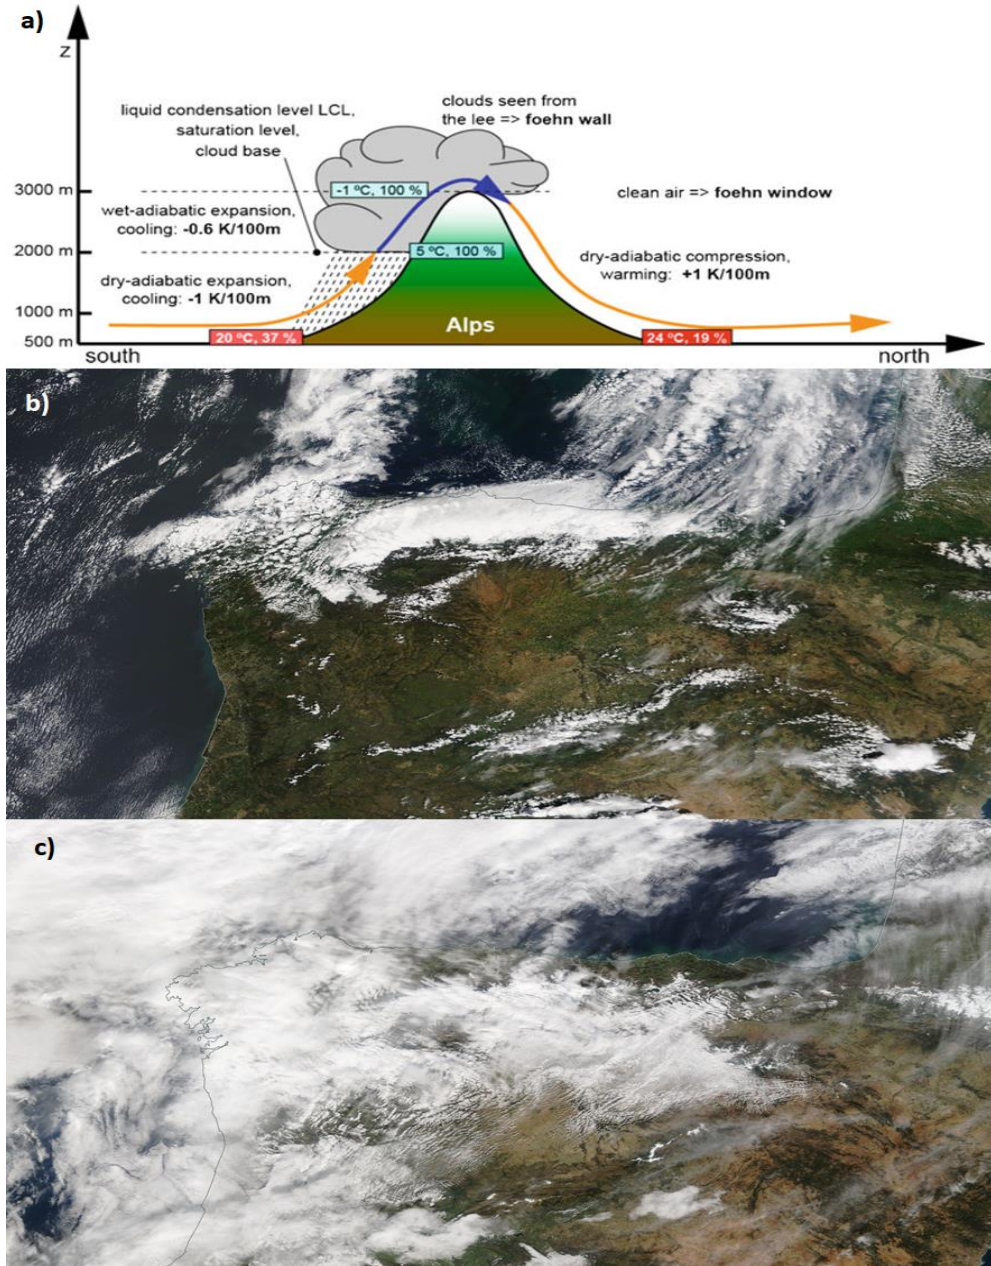 a)
z
liquid condensation level LCL,
saturation level,
cloud base
clouds seen from
the lee => foehn wall
3000 m
-1 ºC, 100 %
clean air => foehn window
wet-adiabatic expansion,
cooling: -0.6 K/100m
2000 m
5 ºC, 100 %
dry-adiabatic compression,
warming: +1 K/100m
dry-adiabatic expansion,
cooling: -1 K/100m
1000 m
Alps
500 m
20 ºC, 37 %
24 ºC, 19 %
south
north
b)
c)